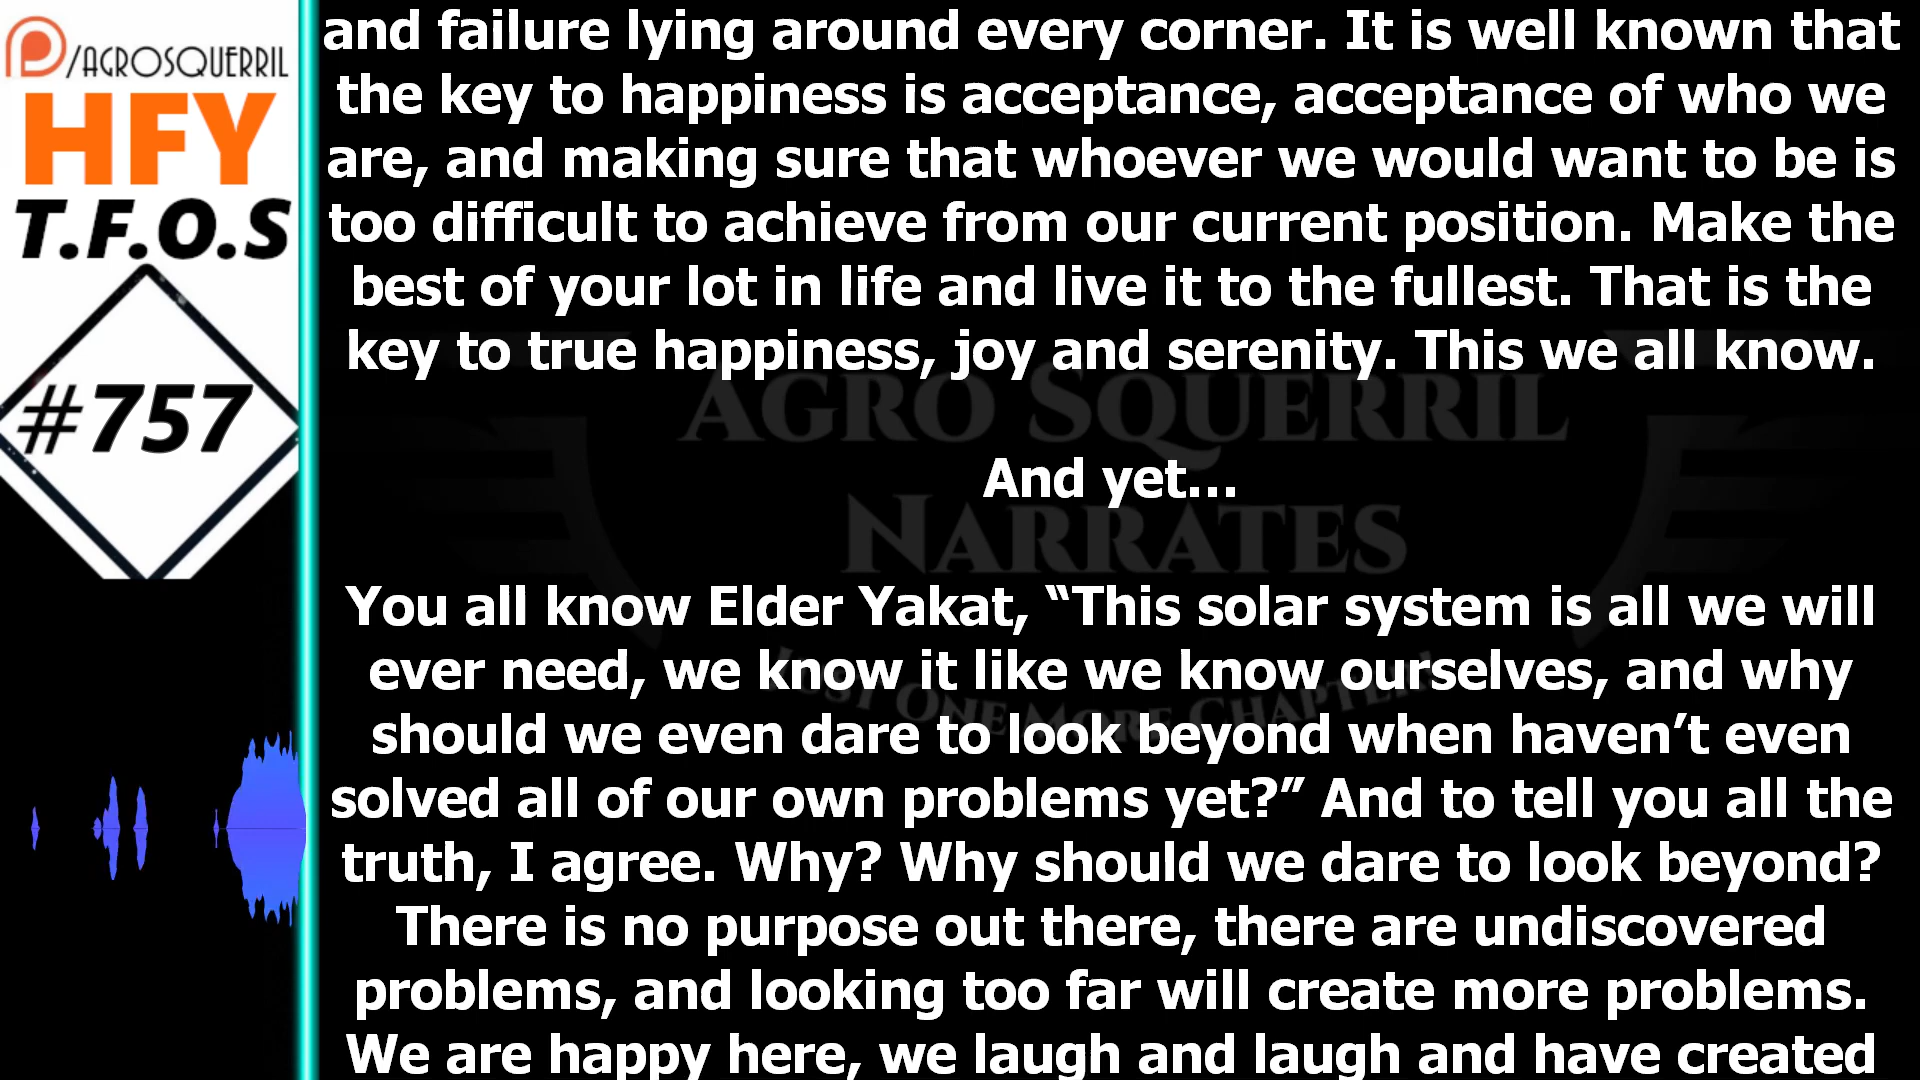 /AGROSQUERRIL
HFY
T.F.O.S
#757
and failure lying around every corner. It is well known that
the key to happiness is acceptance, acceptance of who we
are, and making sure that whoever we would want to be is
too difficult to achieve from our current position. Make the
best of your lot in life and live it to the fullest. That is the
key to true happiness, joy and serenity. This we all know.
And yet...
You all know Elder Yakat, “This solar system is all we will
ever need, we know it like we know ourselves, and why
should we even dare to look beyond when haven’t even
solved all of our own problems yet?” And to tell you all the
truth, I agree. Why? Why should we dare to look beyond?
There is no purpose out there, there are undiscovered
problems, and looking too far will create more problems.
We are happy here, we laugh and laugh and have created
AGRO SQUERRIL
NARRATES
JUST ONE MORE CHAPTER